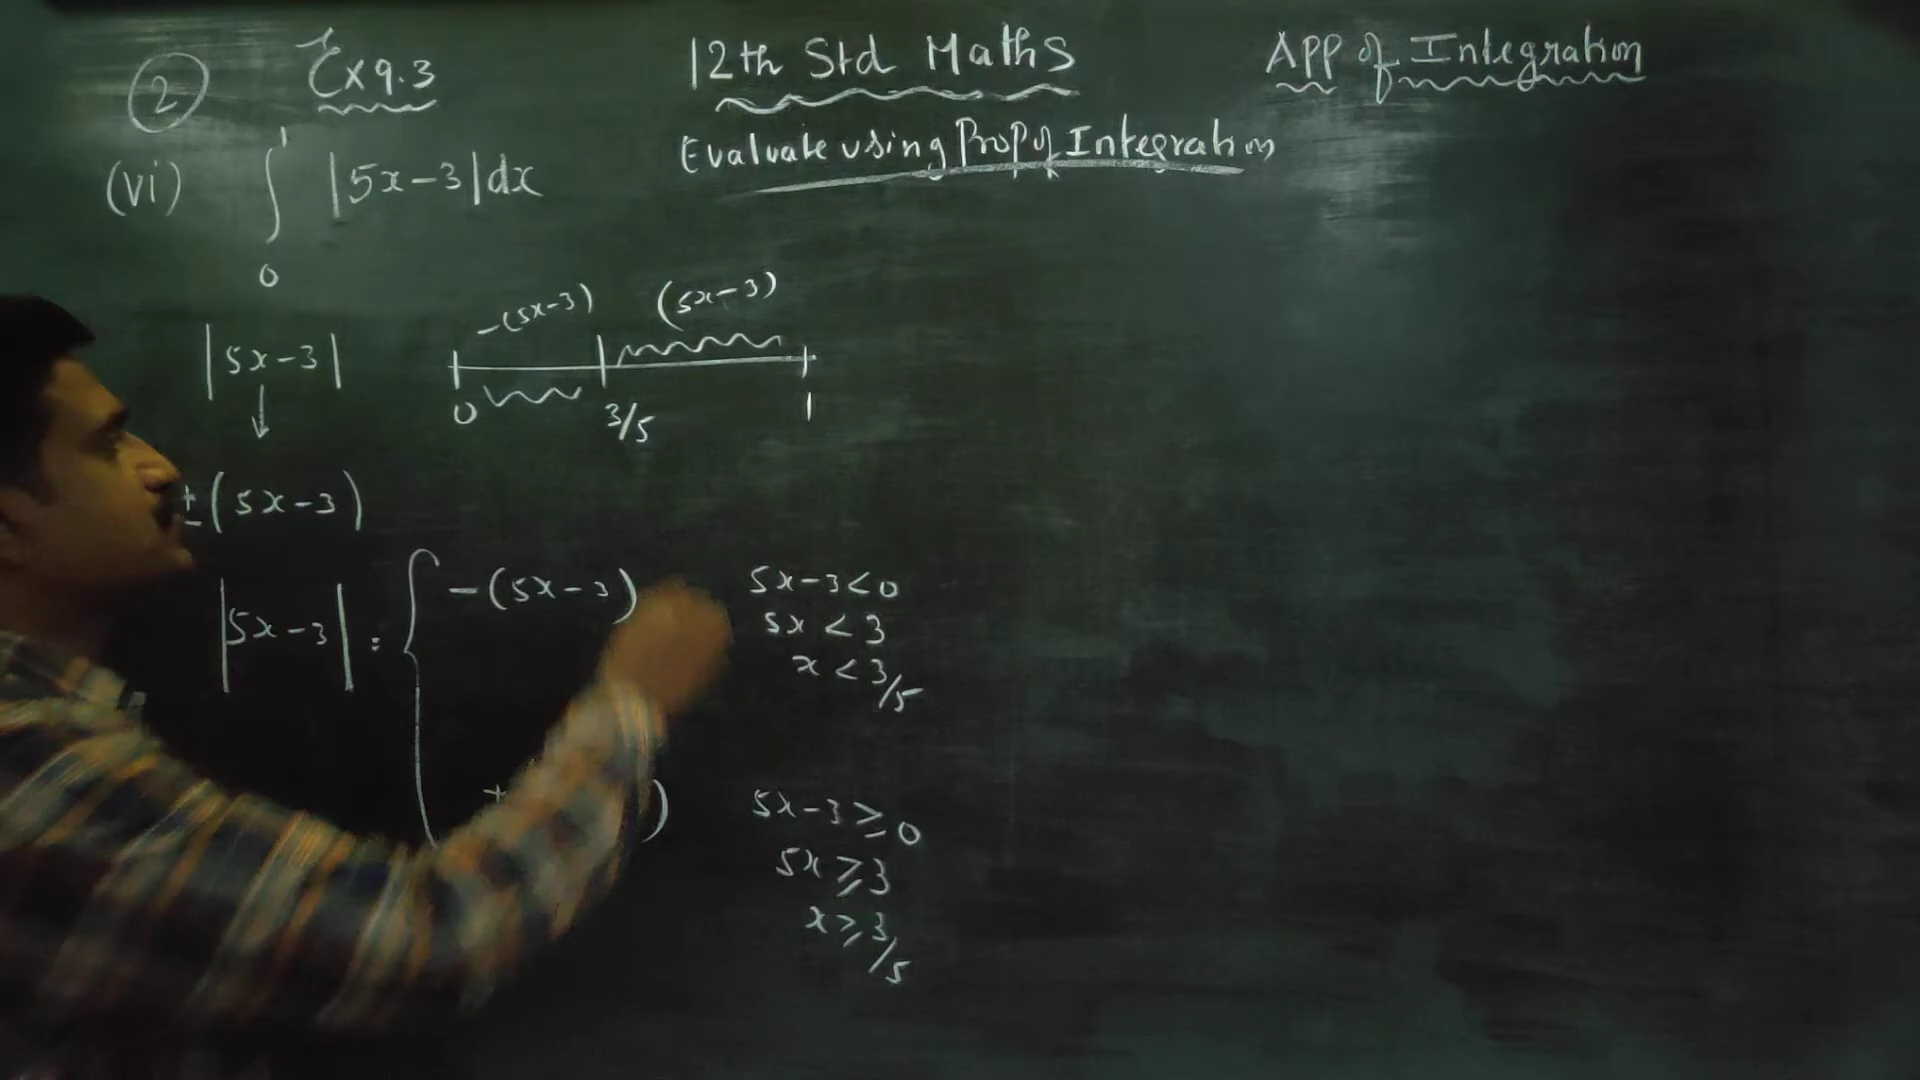 ② Ex 9.3
12th Std Maths
APP of Integration
Evaluate using Prop of Integration
(vi) ∫₀¹ |5x-3| dx
-(5x-3) (5x-3)
|5x-3|
0 3/5 1
↓
±(5x-3)
|5x-3| = { -(5x-3) 5x-3<0
5x < 3
x < 3/5
+ ) 5x-3 ≥ 0
5x ≥ 3
x ≥ 3/5